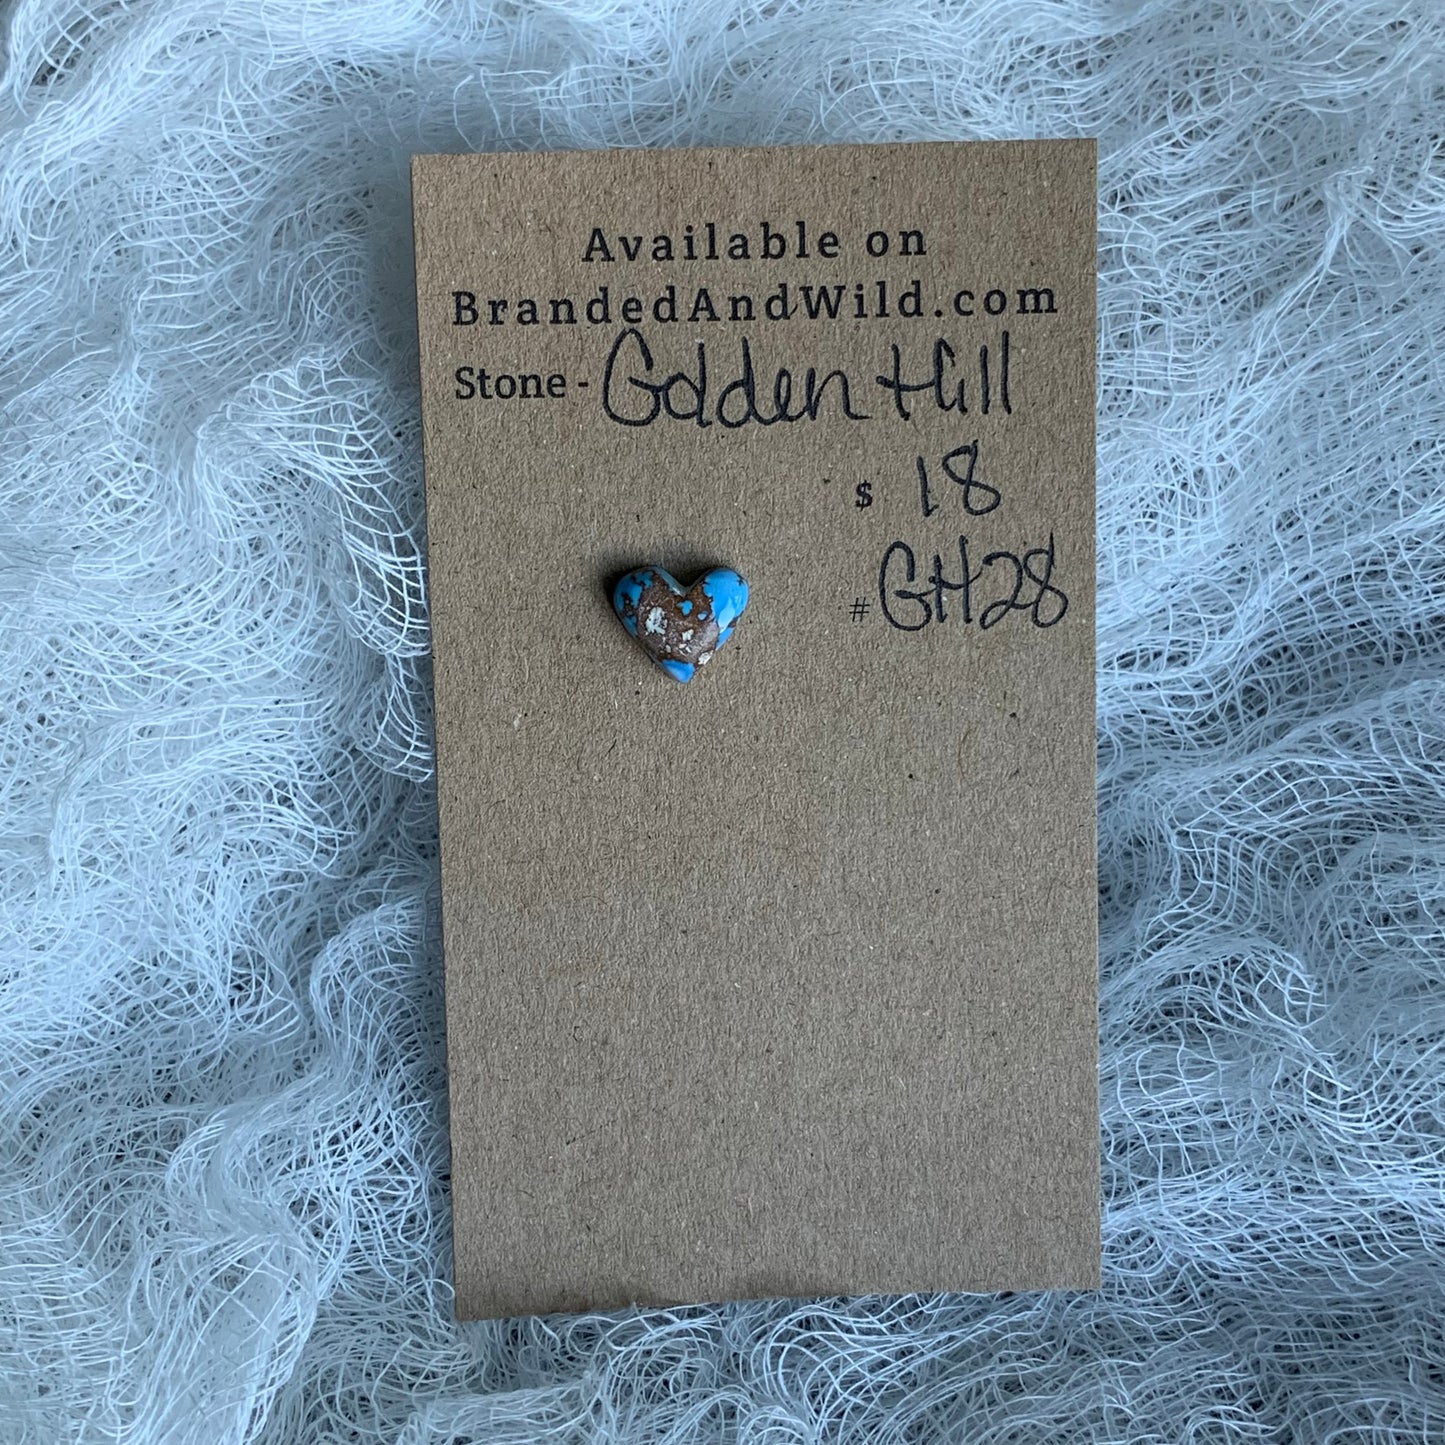 Available on
BrandedAndWild.com
Stone - Golden Hill
$ 18
# GH28